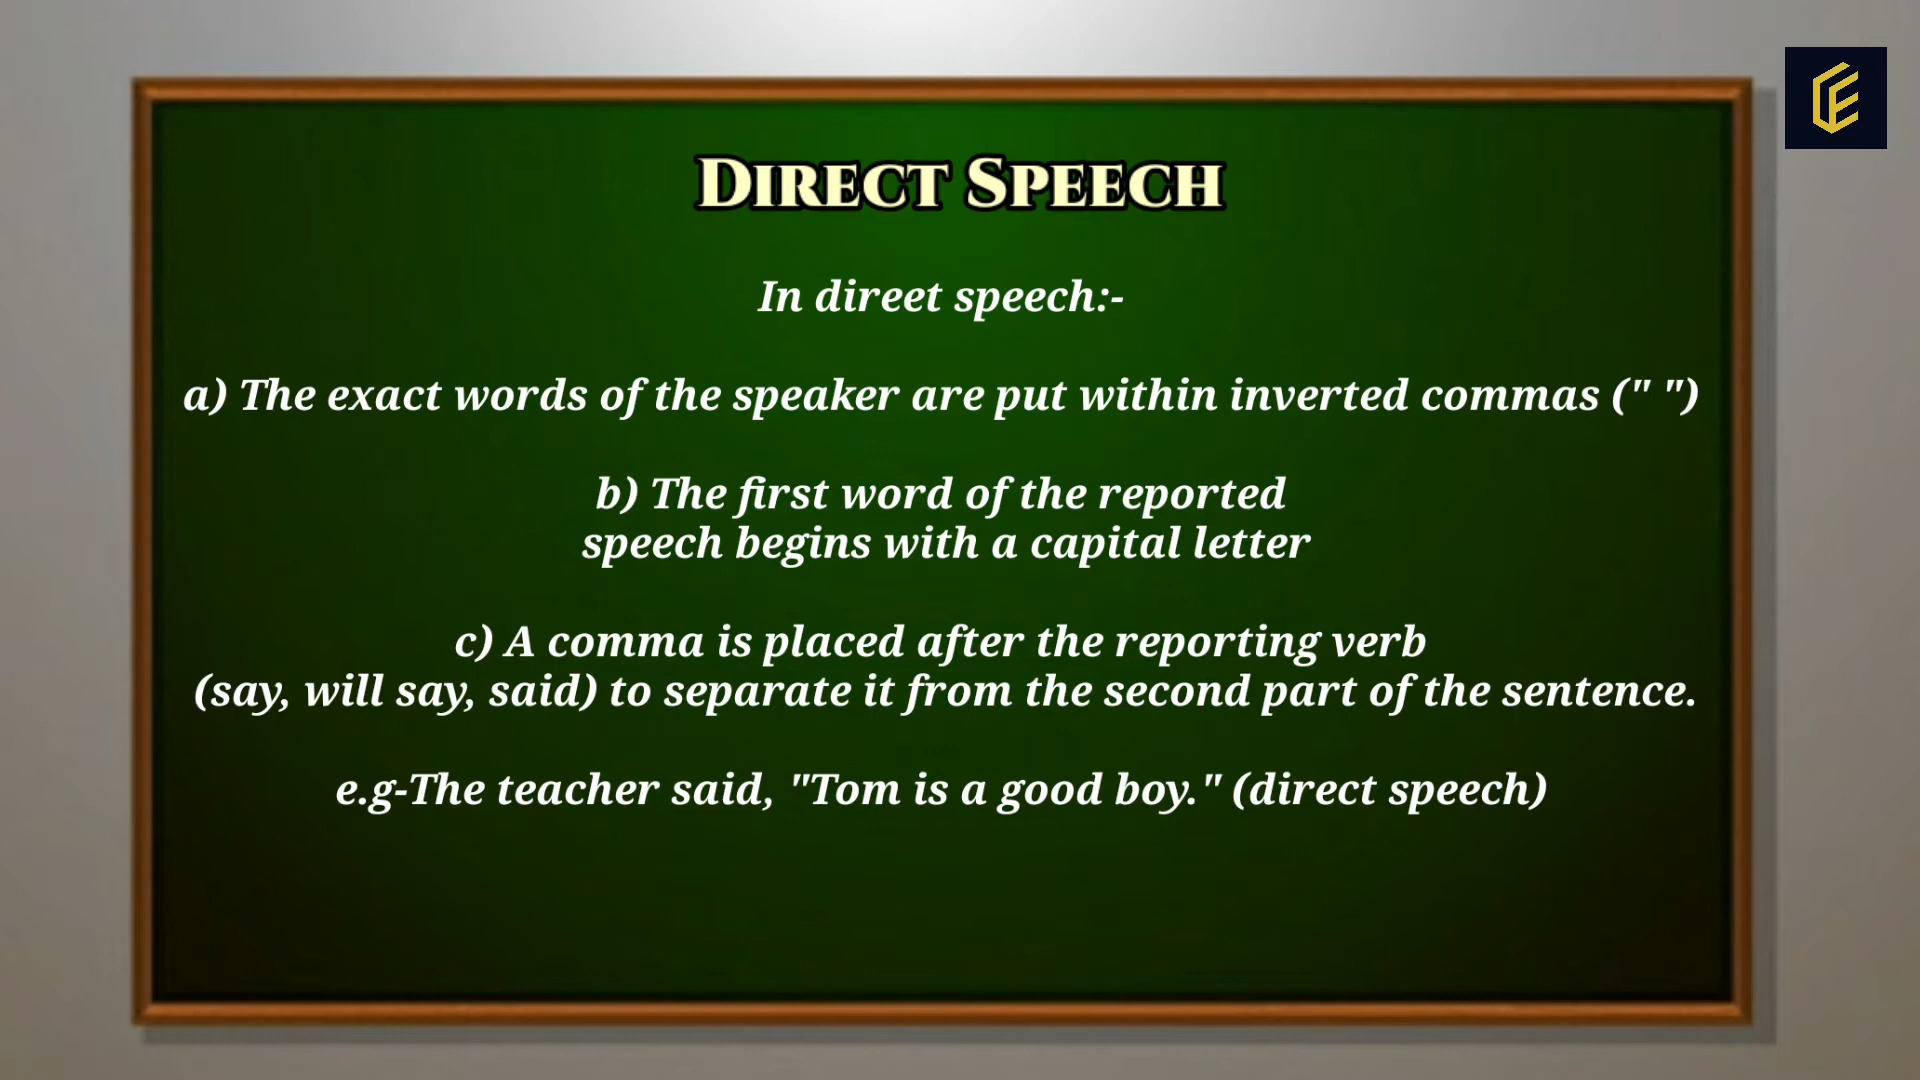 DIRECT SPEECH
In direet speech:-
a) The exact words of the speaker are put within inverted commas (" ")
b) The first word of the reported
speech begins with a capital letter
c) A comma is placed after the reporting verb
(say, will say, said) to separate it from the second part of the sentence.
e.g-The teacher said, "Tom is a good boy." (direct speech)